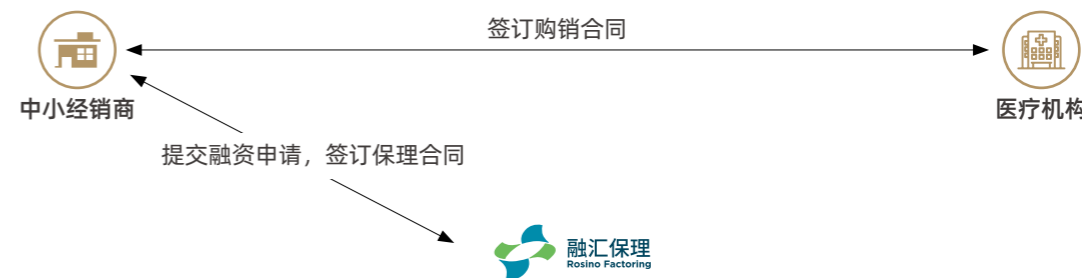 签订购销合同
中小经销商
医疗机构
提交融资申请，签订保理合同
融汇保理
Rosino Factoring